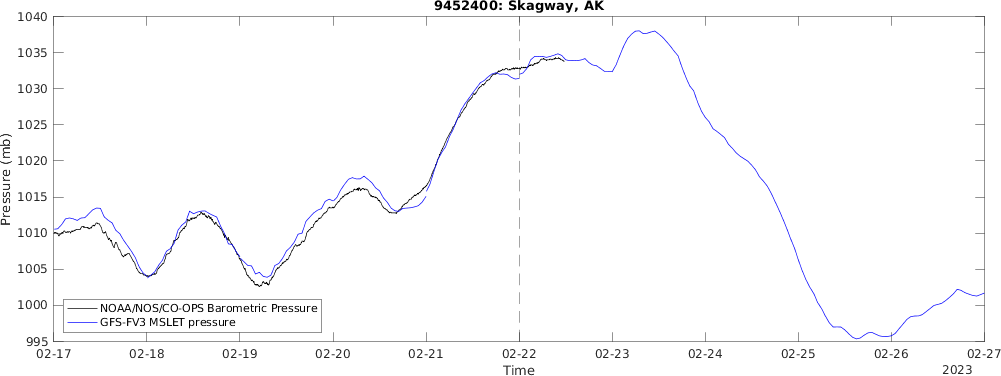 9452400: Skagway, AK
Pressure (mb)
1040
1035
1030
1025
1020
1015
1010
1005
1000
995
NOAA/NOS/CO-OPS Barometric Pressure
GFS-FV3 MSLET pressure
02-17 02-18 02-19 02-20 02-21 02-22 02-23 02-24 02-25 02-26 02-27
Time
2023